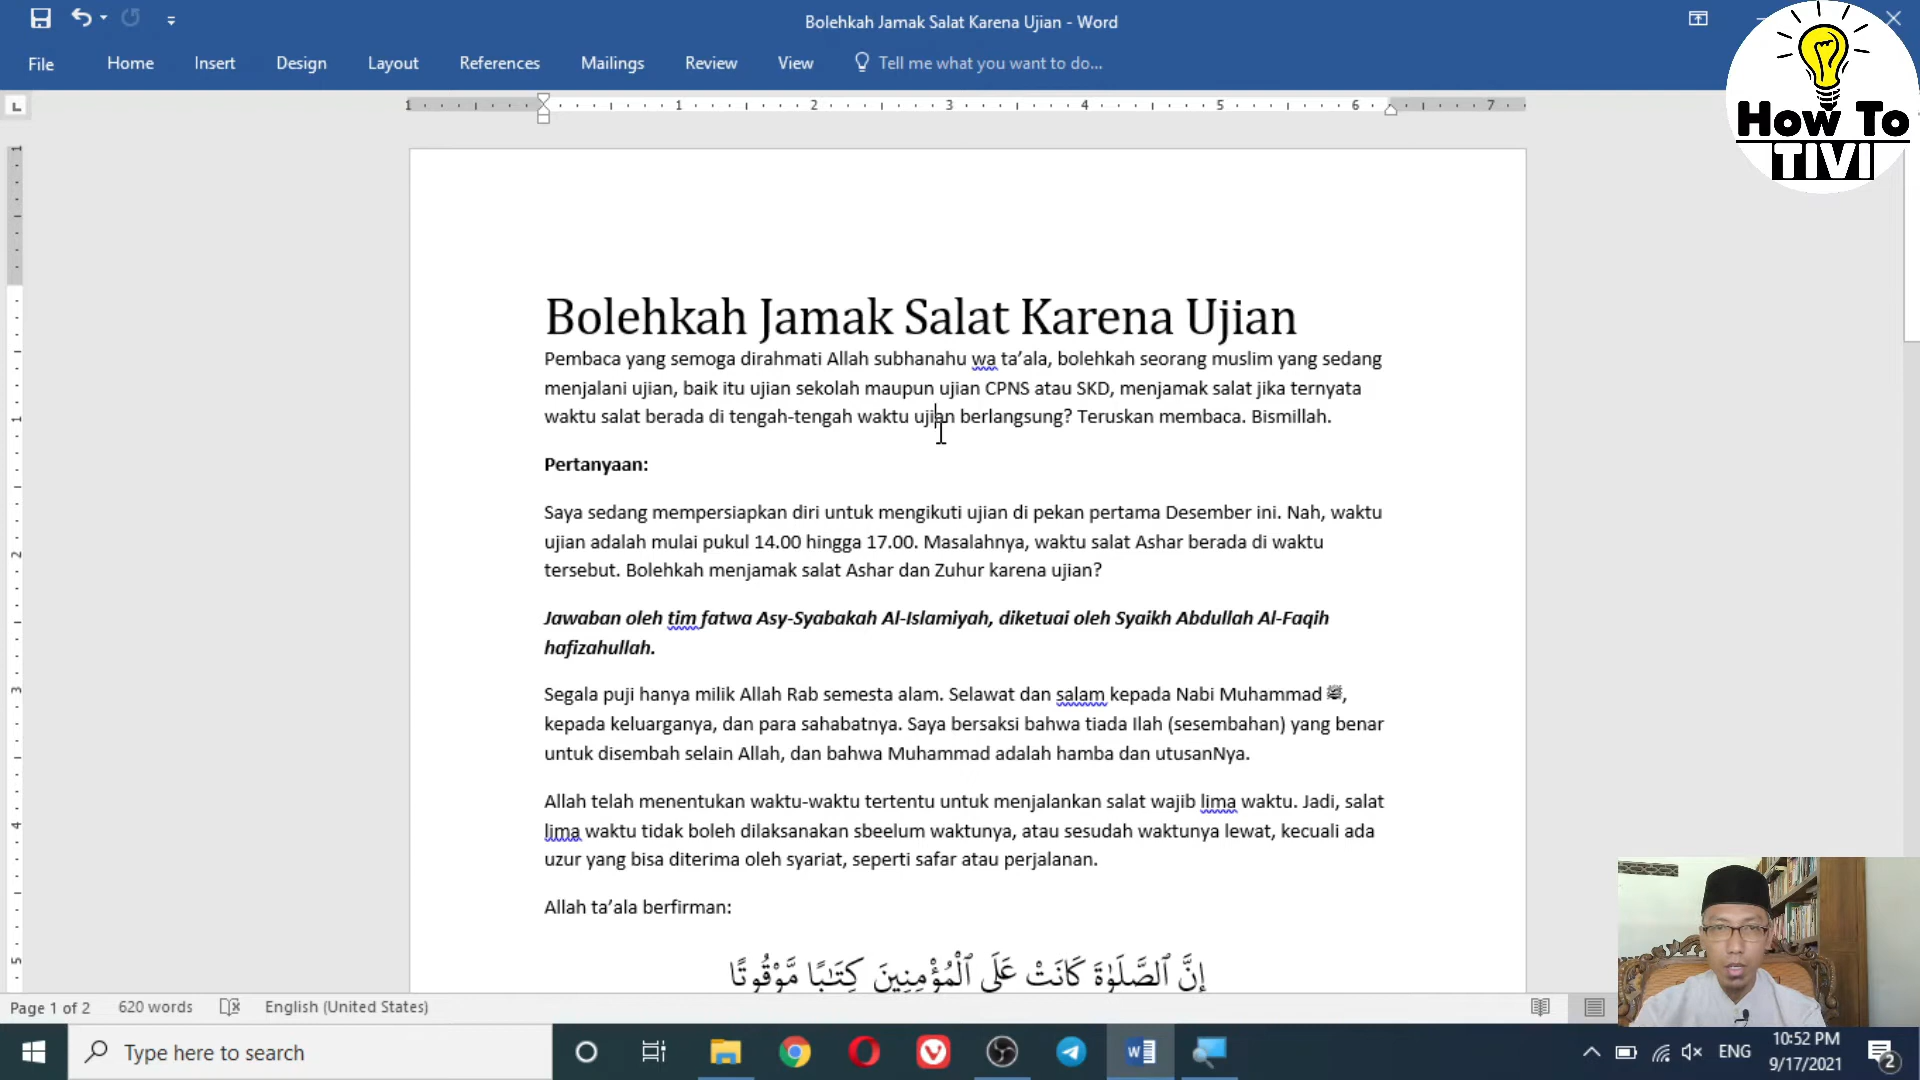 Bolehkah Jamak Salat Karena Ujian - Word
File Home Insert Design Layout References Mailings Review View Tell me what you want to do...
How To
TIVI
1 1 2 3 4 5 6 7
Bolehkah Jamak Salat Karena Ujian
Pembaca yang semoga dirahmati Allah subhanahu wa ta’ala, bolehkah seorang muslim yang sedang
menjalani ujian, baik itu ujian sekolah maupun ujian CPNS atau SKD, menjamak salat jika ternyata
waktu salat berada di tengah-tengah waktu ujian berlangsung? Teruskan membaca. Bismillah.
Pertanyaan:
Saya sedang mempersiapkan diri untuk mengikuti ujian di pekan pertama Desember ini. Nah, waktu
ujian adalah mulai pukul 14.00 hingga 17.00. Masalahnya, waktu salat Ashar berada di waktu
tersebut. Bolehkah menjamak salat Ashar dan Zuhur karena ujian?
Jawaban oleh tim fatwa Asy-Syabakah Al-Islamiyah, diketuai oleh Syaikh Abdullah Al-Faqih
hafizahullah.
Segala puji hanya milik Allah Rab semesta alam. Selawat dan salam kepada Nabi Muhammad ﷺ,
kepada keluarganya, dan para sahabatnya. Saya bersaksi bahwa tiada Ilah (sesembahan) yang benar
untuk disembah selain Allah, dan bahwa Muhammad adalah hamba dan utusanNya.
Allah telah menentukan waktu-waktu tertentu untuk menjalankan salat wajib lima waktu. Jadi, salat
lima waktu tidak boleh dilaksanakan sbeelum waktunya, atau sesudah waktunya lewat, kecuali ada
uzur yang bisa diterima oleh syariat, seperti safar atau perjalanan.
Allah ta’ala berfirman:
إِنَّ ٱلصَّلَوٰةَ كَانَتْ عَلَى ٱلْمُؤْمِنِينَ كِتَـٰبًا مَّوْقُوتًا
Page 1 of 2 620 words English (United States)
Type here to search
ENG
10:52 PM
9/17/2021
2